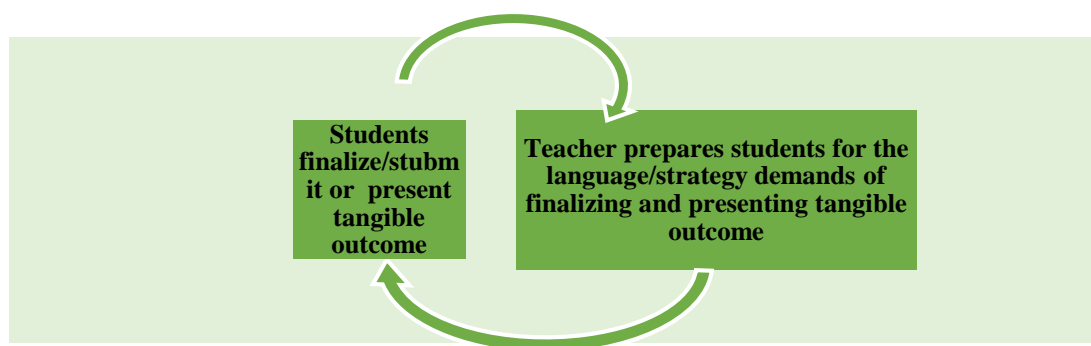 Students
finalize/stubm
it or present
tangible
outcome
Teacher prepares students for the
language/strategy demands of
finalizing and presenting tangible
outcome